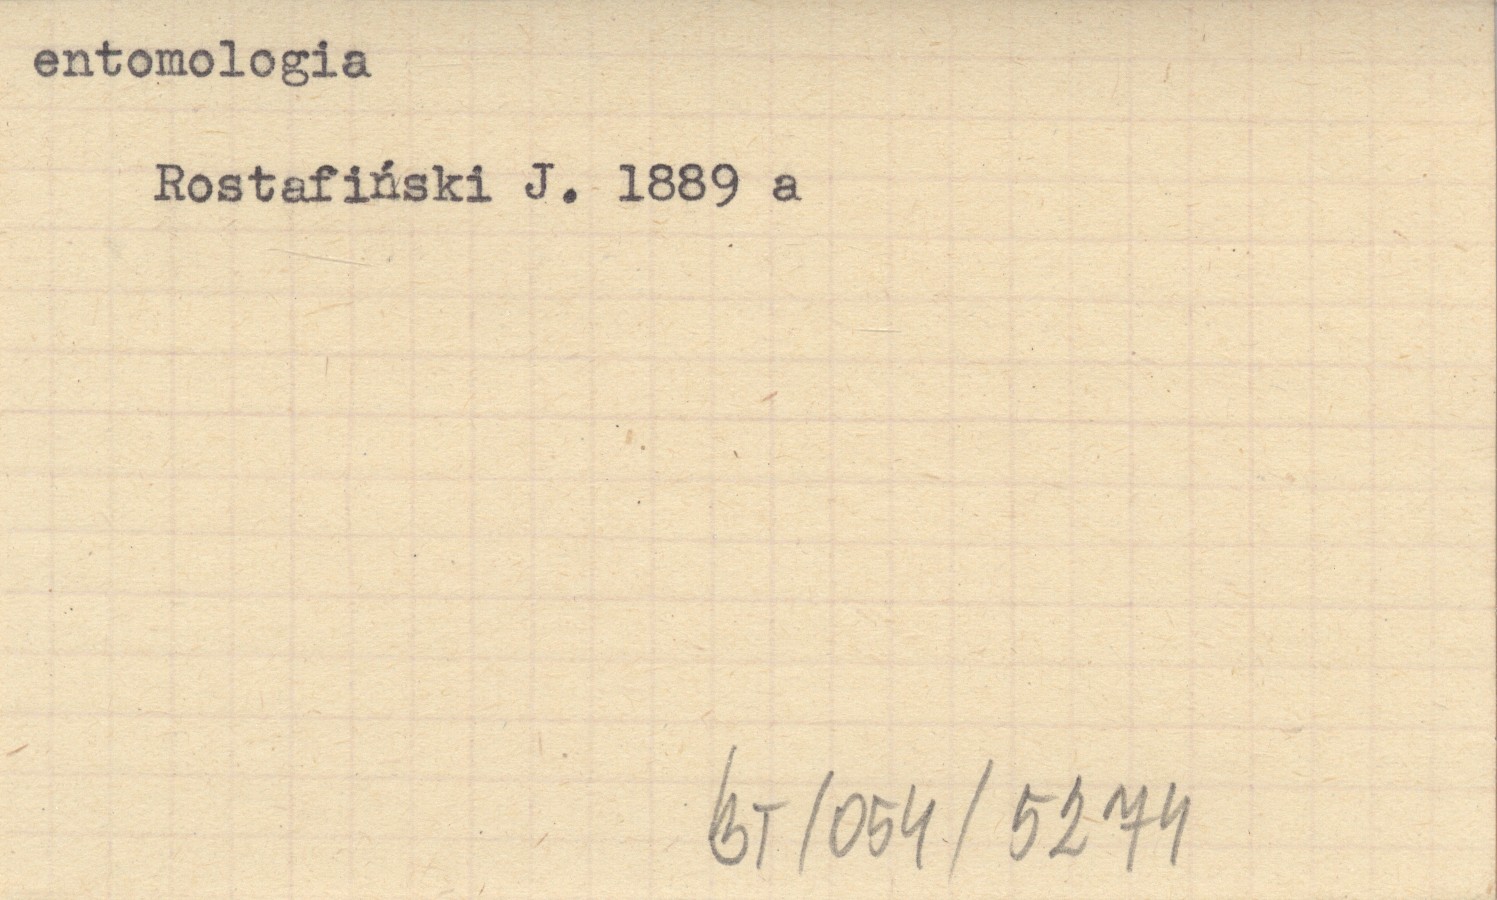 entomologia
Rostafiński J. 1889 a
BT/054/5274